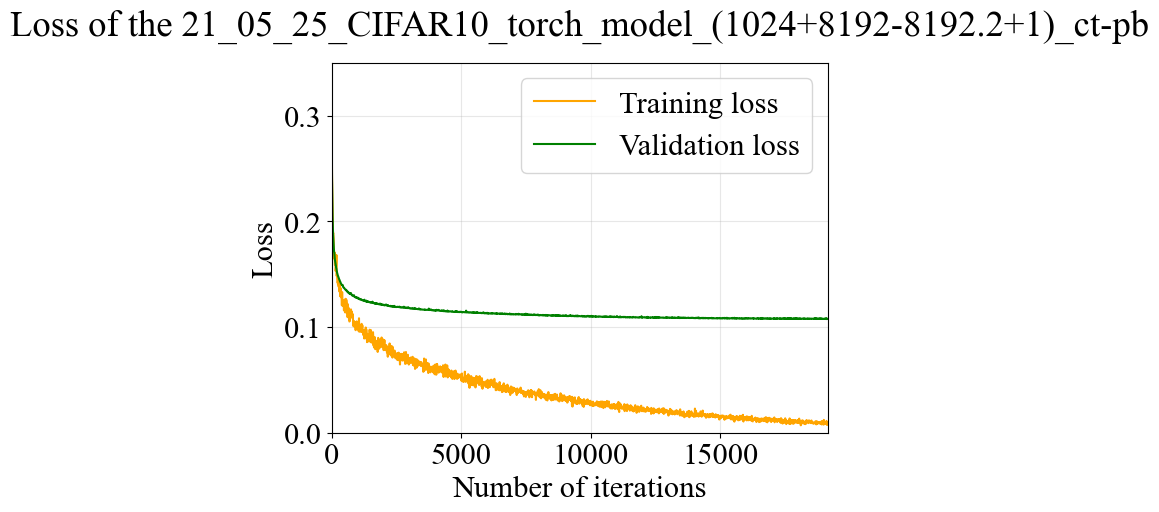 Loss of the 21_05_25_CIFAR10_torch_model_(1024+8192-8192.2+1)_ct-pb
Training loss
Validation loss
0.3
0.2
0.1
0.0
Loss
0
5000
10000
15000
Number of iterations